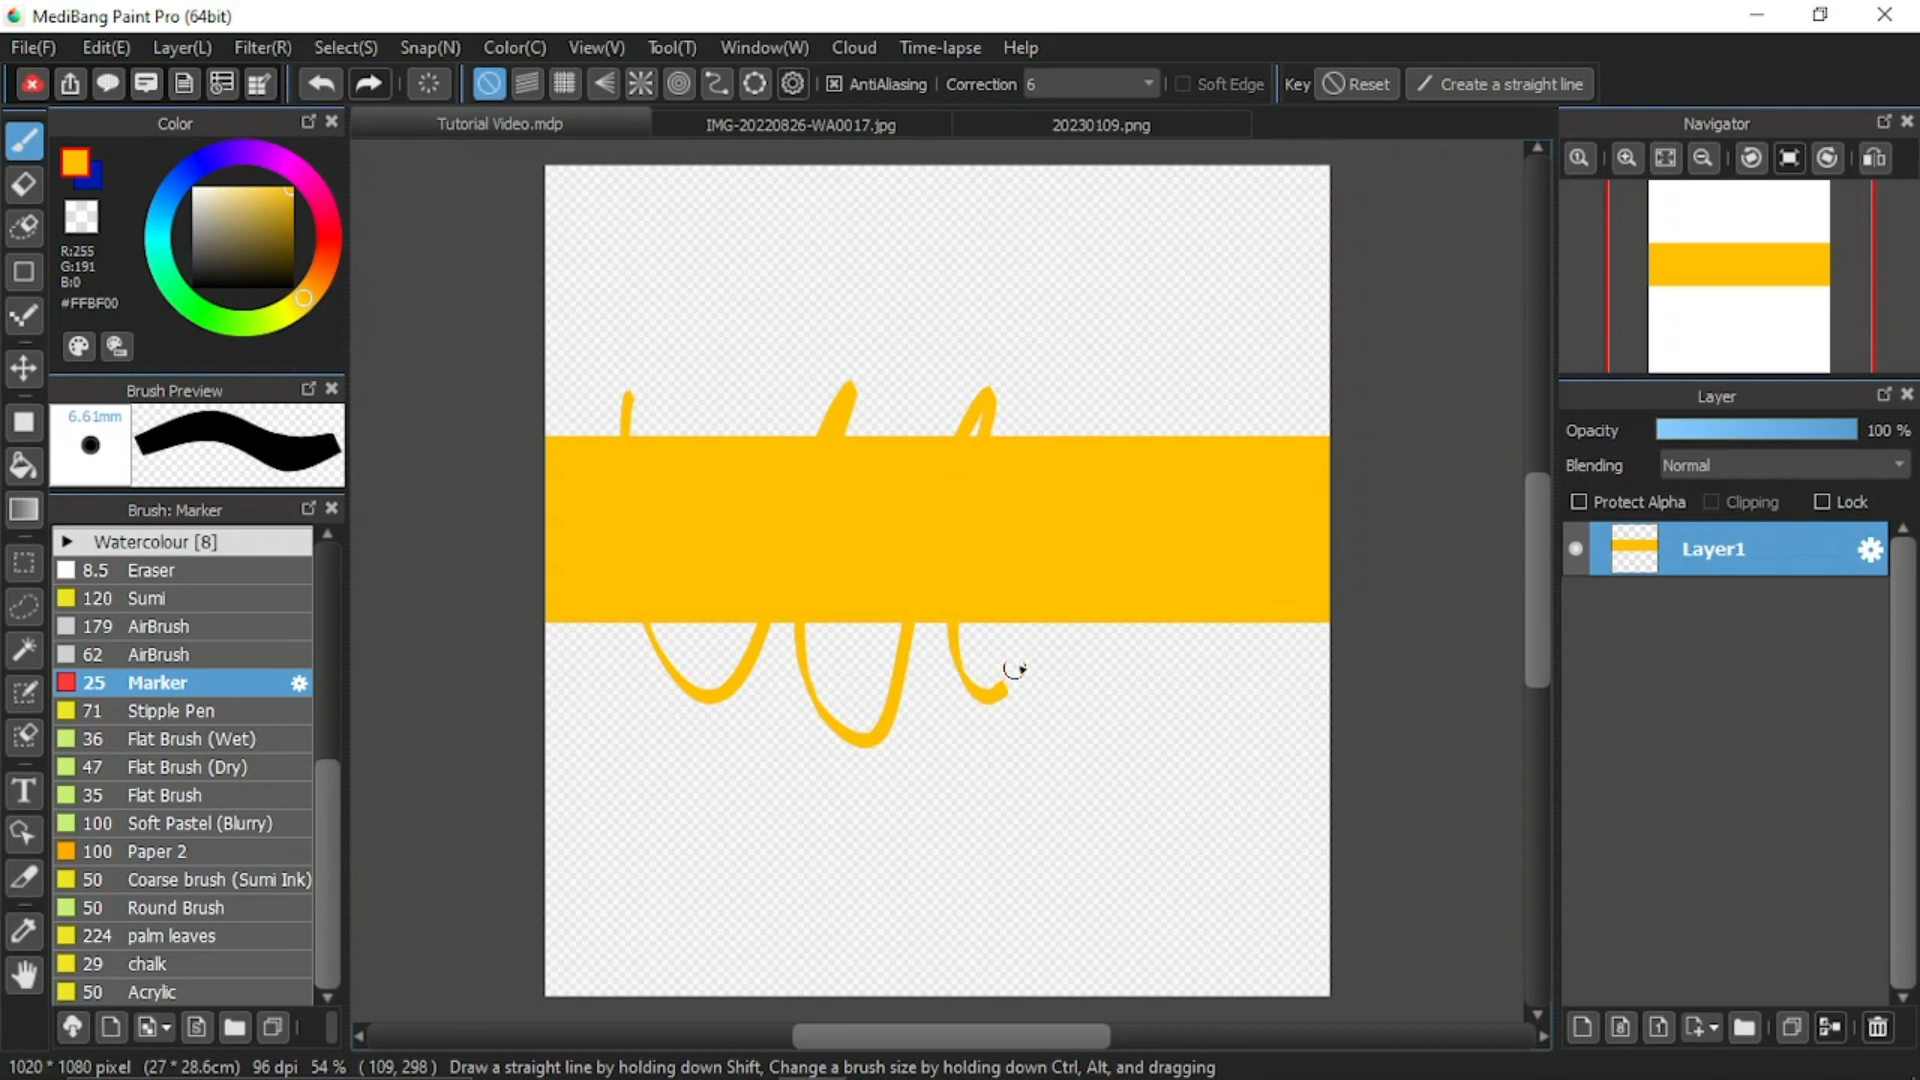 MediBang Paint Pro (64bit)
File(F) Edit(E) Layer(L) Filter(R) Select(S) Snap(N) Color(C) View(V) Tool(T) Window(W) Cloud Time-lapse Help
AntiAliasing Correction 6 Soft Edge Key Reset Create a straight line
Color
Tutorial Video.mdp IMG-20220826-WA0017.jpg 20230109.png
Navigator
R:255
G:191
B:0
#FFBF00
Brush Preview
6.61mm
Brush: Marker
Watercolour [8]
8.5 Eraser
120 Sumi
179 AirBrush
62 AirBrush
25 Marker
71 Stipple Pen
36 Flat Brush (Wet)
47 Flat Brush (Dry)
35 Flat Brush
100 Soft Pastel (Blurry)
100 Paper 2
50 Coarse brush (Sumi Ink)
50 Round Brush
224 palm leaves
29 chalk
50 Acrylic
Layer
Opacity 100 %
Blending Normal
Protect Alpha Clipping Lock
Layer1
1020 * 1080 pixel (27 * 28.6cm) 96 dpi 54 % ( 109, 298 ) Draw a straight line by holding down Shift, Change a brush size by holding down Ctrl, Alt, and dragging